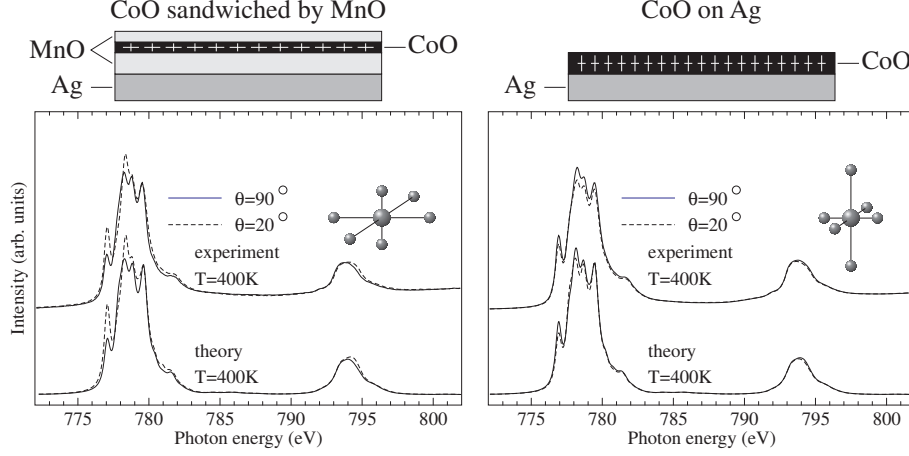 CoO sandwiched by MnO
MnO
CoO
Ag
Intensity (arb. units)
θ=90°
θ=20°
experiment
T=400K
theory
T=400K
775 780 785 790 795 800
Photon energy (eV)
CoO on Ag
CoO
Ag
θ=90°
θ=20°
experiment
T=400K
theory
T=400K
775 780 785 790 795 800
Photon energy (eV)